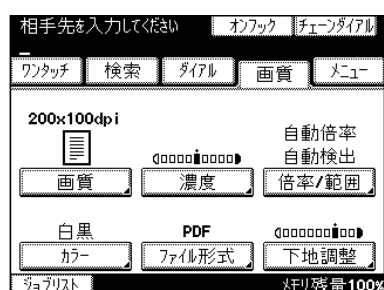 相手先を入力してください オンフック チェーンダイアル
ワンタッチ 検索 ダイアル 画質 メニュー
200x100dpi 自動倍率
自動検出
画質 濃度 倍率/範囲
白黒 PDF
カラー ファイル形式 下地調整
ジョブリスト メモリ残量100%